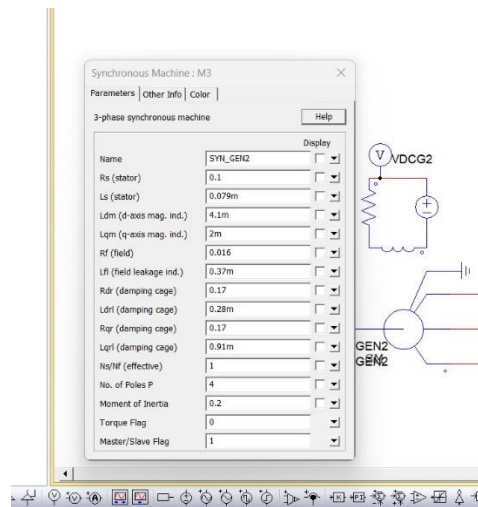 Synchronous Machine : M3
Parameters Other Info Color
3-phase synchronous machine Help
Display
Name SYN_GEN2
Rs (stator) 0.1
Ls (stator) 0.079m
Ldm (d-axis mag. ind.) 4.1m
Lqm (q-axis mag. ind.) 2m
Rf (field) 0.016
Lfl (field leakage ind.) 0.37m
Rdr (damping cage) 0.17
Ldrl (damping cage) 0.28m
Rqr (damping cage) 0.17
Lqrl (damping cage) 0.91m
Ns/Nf (effective) 1
No. of Poles P 4
Moment of Inertia 0.2
Torque Flag 0
Master/Slave Flag 1
V VDCG2
GEN2
GEN2